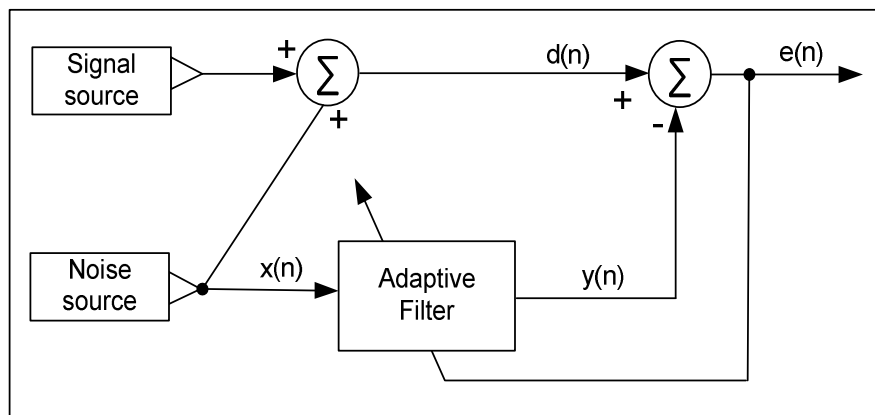 Signal
source
+
∑
+
d(n)
+
∑
-
e(n)
Noise
source
x(n)
Adaptive
Filter
y(n)